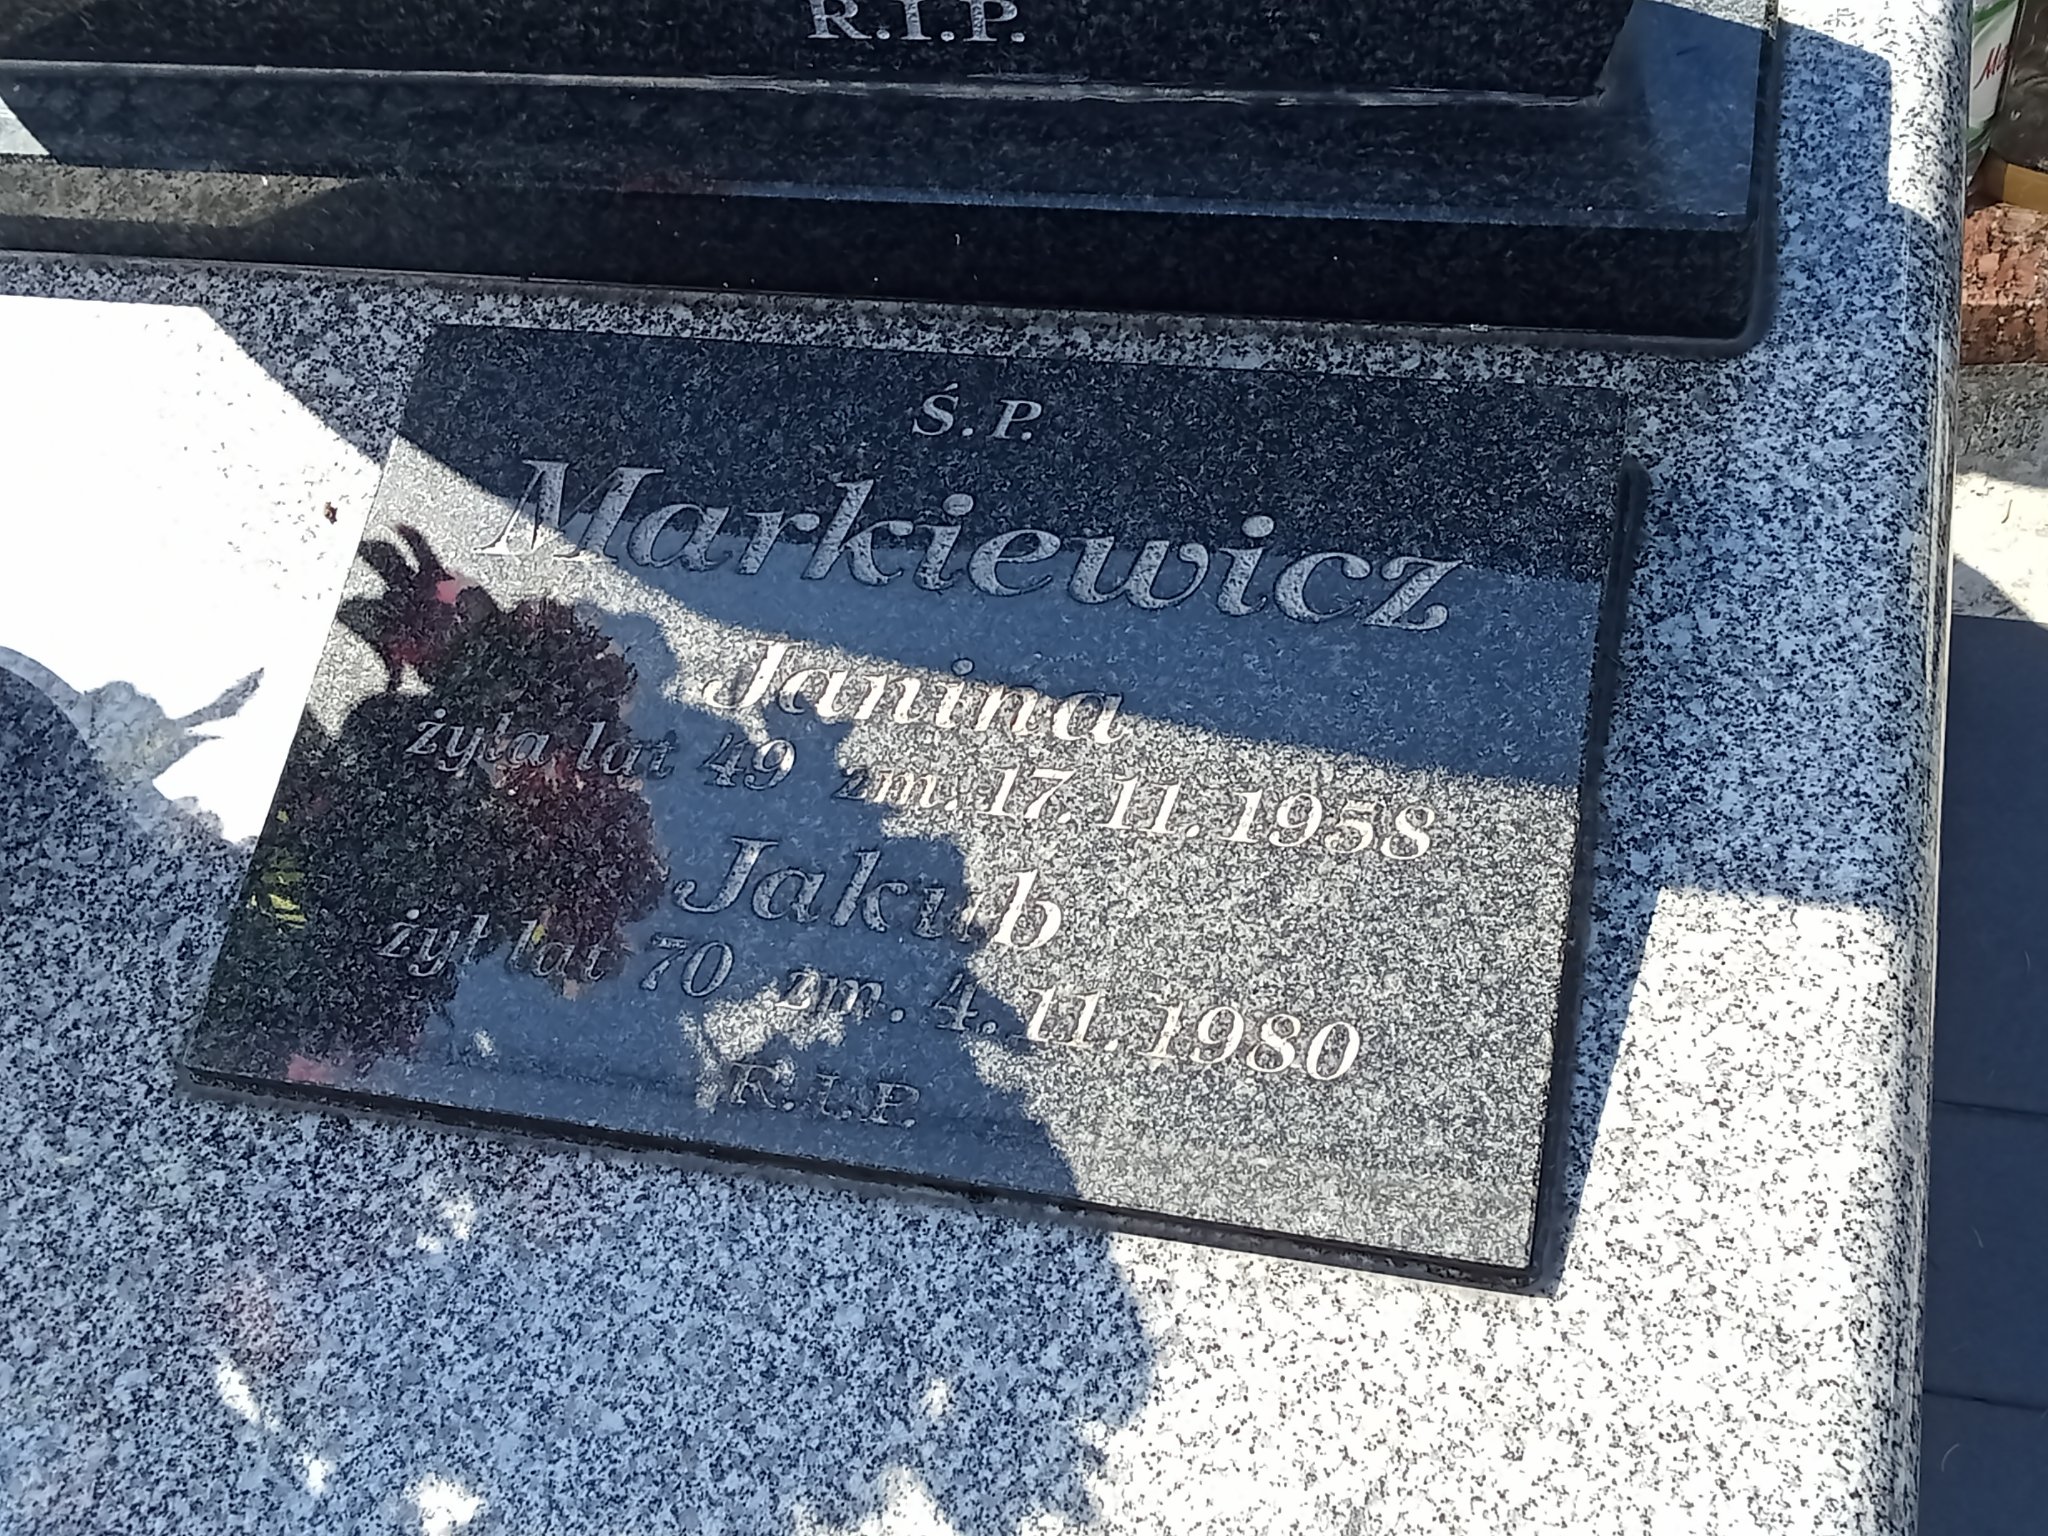 R.I.P.
Ś.P.
Markiewicz
Janina
żyła lat 49 zm. 17. 11. 1958
Jakub
żył lat 70 zm. 4. 11. 1980
R.I.P.